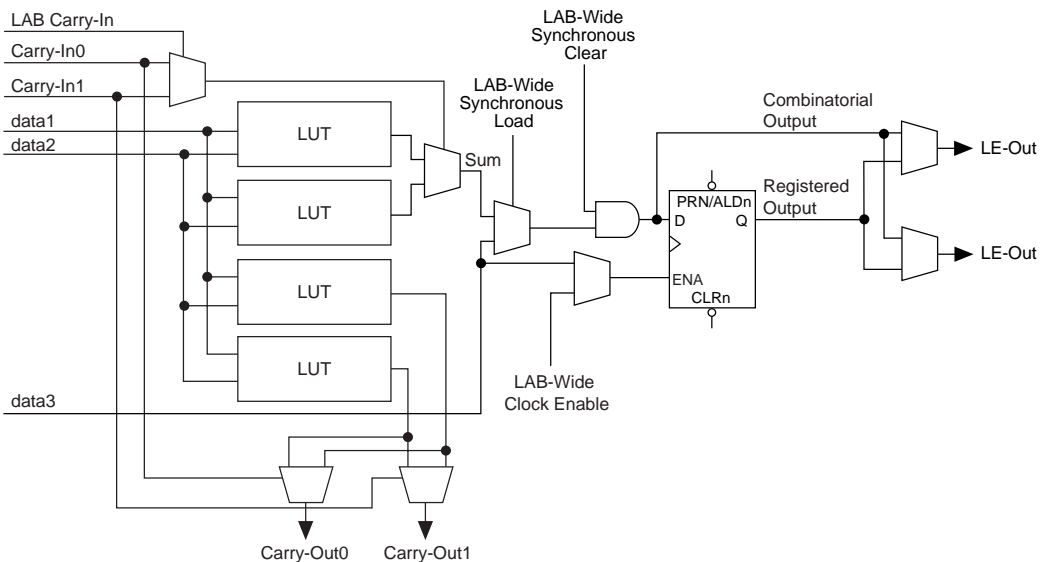 LAB Carry-In
Carry-In0
Carry-In1
data1
data2
LUT
LUT
LUT
LUT
data3
Sum
LAB-Wide
Synchronous
Load
LAB-Wide
Synchronous
Clear
LAB-Wide
Clock Enable
PRN/ALDn
D
Q
ENA
CLRn
Combinatorial
Output
Registered
Output
LE-Out
LE-Out
Carry-Out0
Carry-Out1